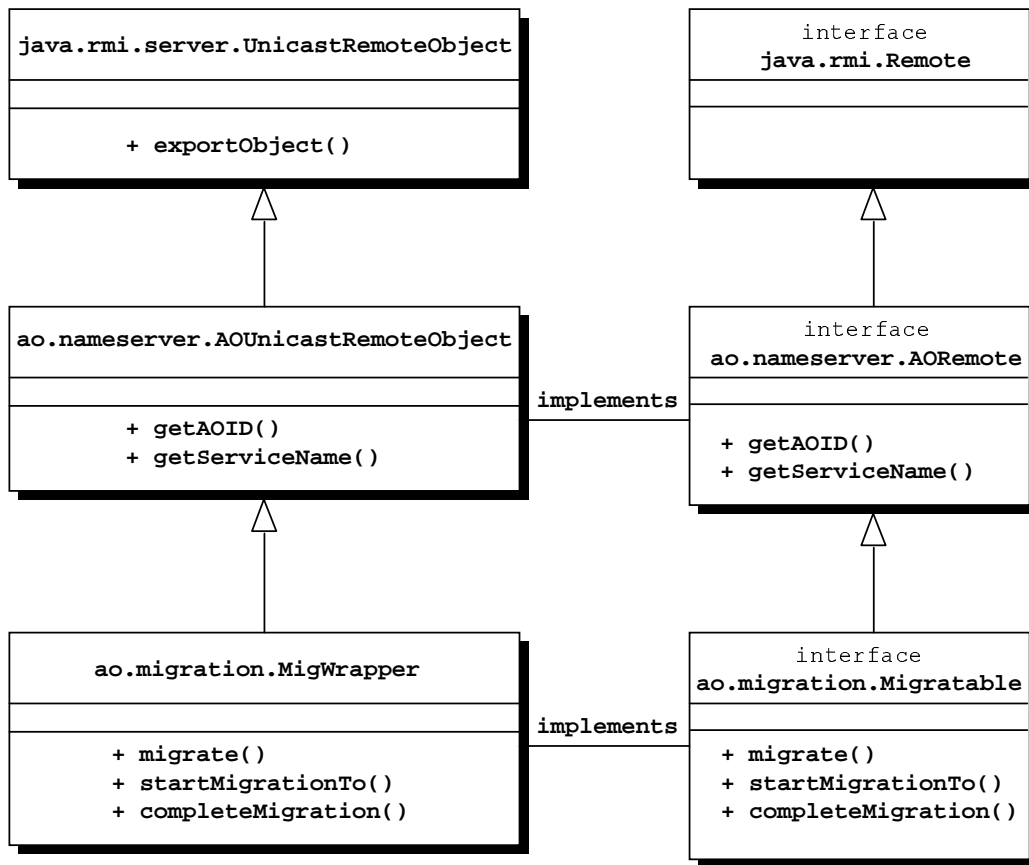 java.rmi.server.UnicastRemoteObject
+ exportObject()
interface
java.rmi.Remote
ao.nameserver.AOUnicastRemoteObject
+ getAOID()
+ getServiceName()
implements
interface
ao.nameserver.AORemote
+ getAOID()
+ getServiceName()
ao.migration.MigWrapper
+ migrate()
+ startMigrationTo()
+ completeMigration()
implements
interface
ao.migration.Migratable
+ migrate()
+ startMigrationTo()
+ completeMigration()